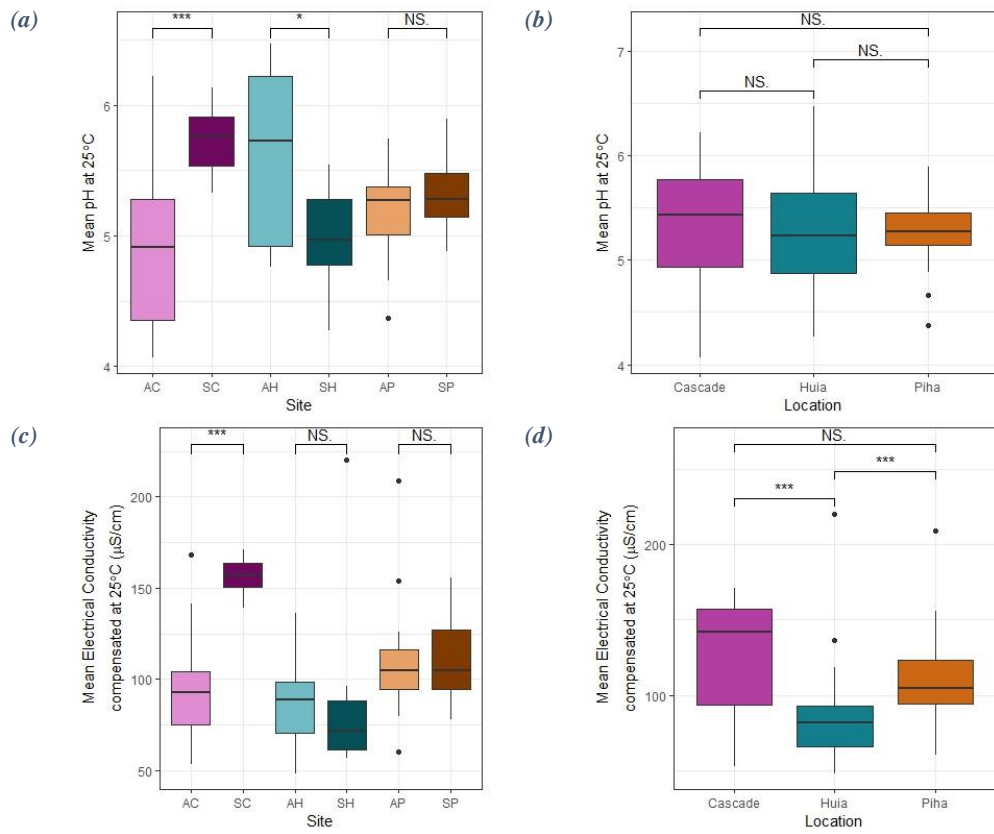 (a)
*** * NS.
Mean pH at 25°C
6
5
4
AC SC AH SH AP SP
Site
(b)
NS.
NS.
NS.
Mean pH at 25°C
7
6
5
4
Cascade Huia Piha
Location
(c)
*** NS. NS.
Mean Electrical Conductivity
compensated at 25°C (μS/cm)
200
150
100
50
AC SC AH SH AP SP
Site
(d)
NS.
***
***
Mean Electrical Conductivity
compensated at 25°C (μS/cm)
200
100
Cascade Huia Piha
Location